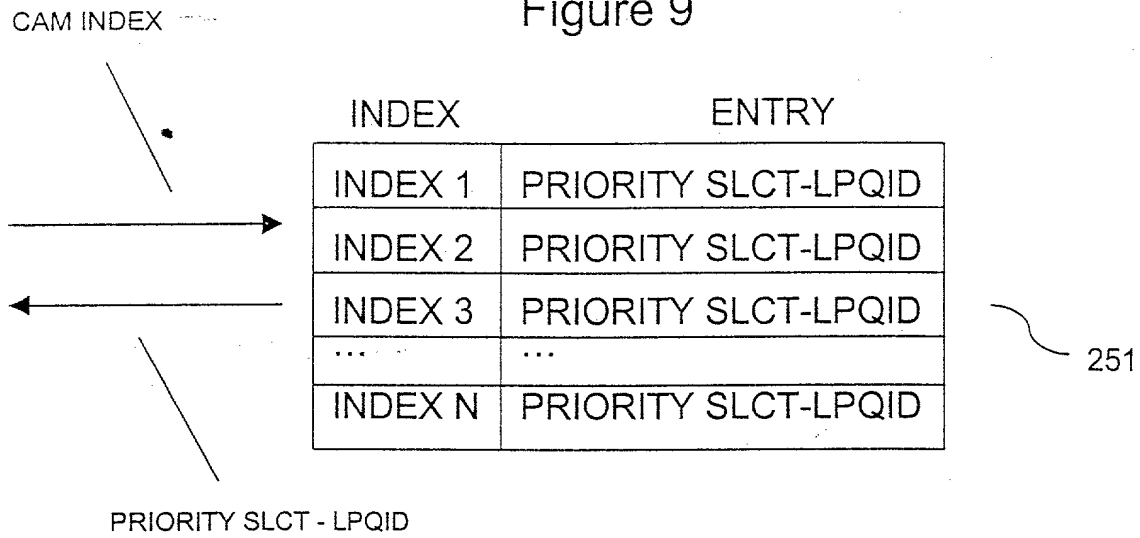 Figure 9
CAM INDEX
INDEX ENTRY
INDEX 1 PRIORITY SLCT-LPQID
INDEX 2 PRIORITY SLCT-LPQID
INDEX 3 PRIORITY SLCT-LPQID
... ...
INDEX N PRIORITY SLCT-LPQID
251
PRIORITY SLCT - LPQID